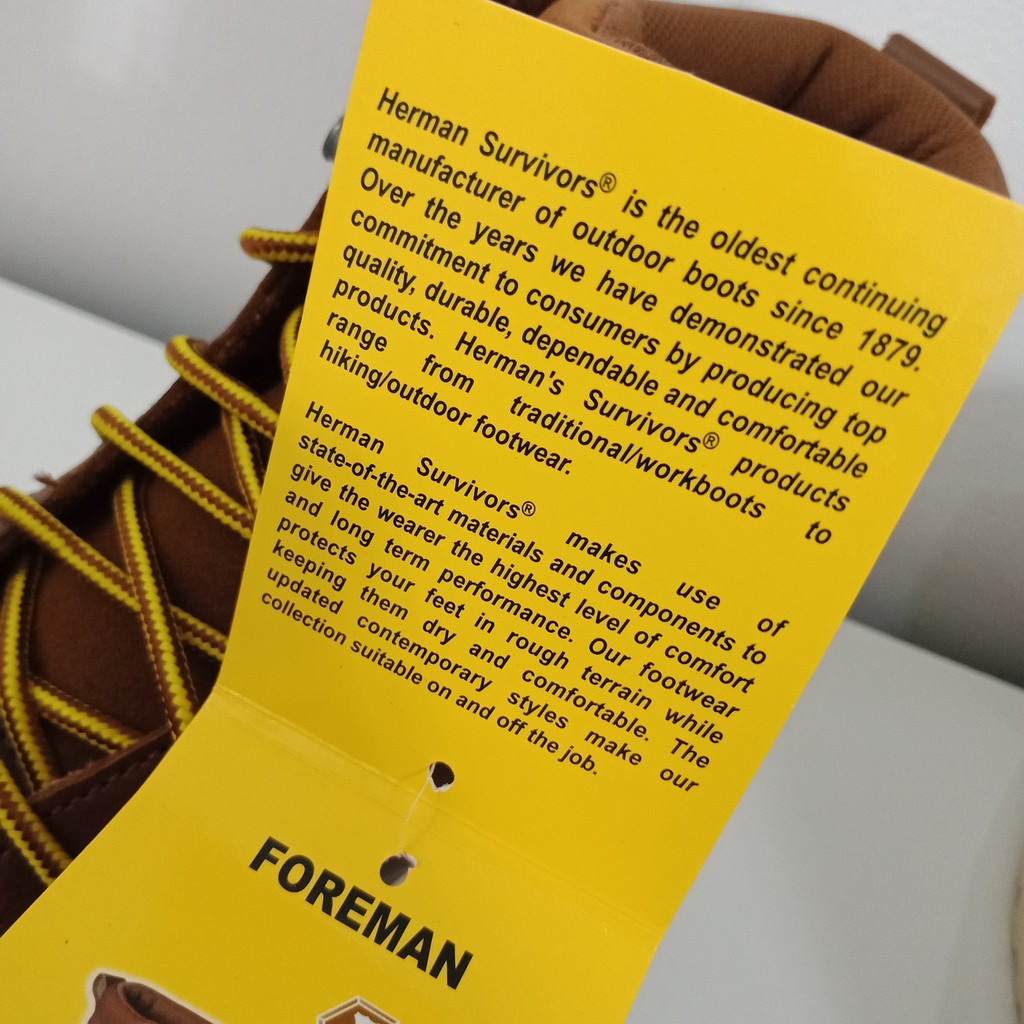 Herman Survivors® is the oldest continuing
manufacturer of outdoor boots since 1879.
Over the years we have demonstrated our
commitment to consumers by producing top
quality, durable, dependable and comfortable
products. Herman's Survivors® products
range from traditional/workboots to
hiking/outdoor footwear.
Herman Survivors® makes use of
state-of-the-art materials and components to
give the wearer the highest level of comfort
and long term performance. Our footwear
protects your feet in rough terrain while
keeping them dry and comfortable. The
updated contemporary styles make our
collection suitable on and off the job.
FOREMAN